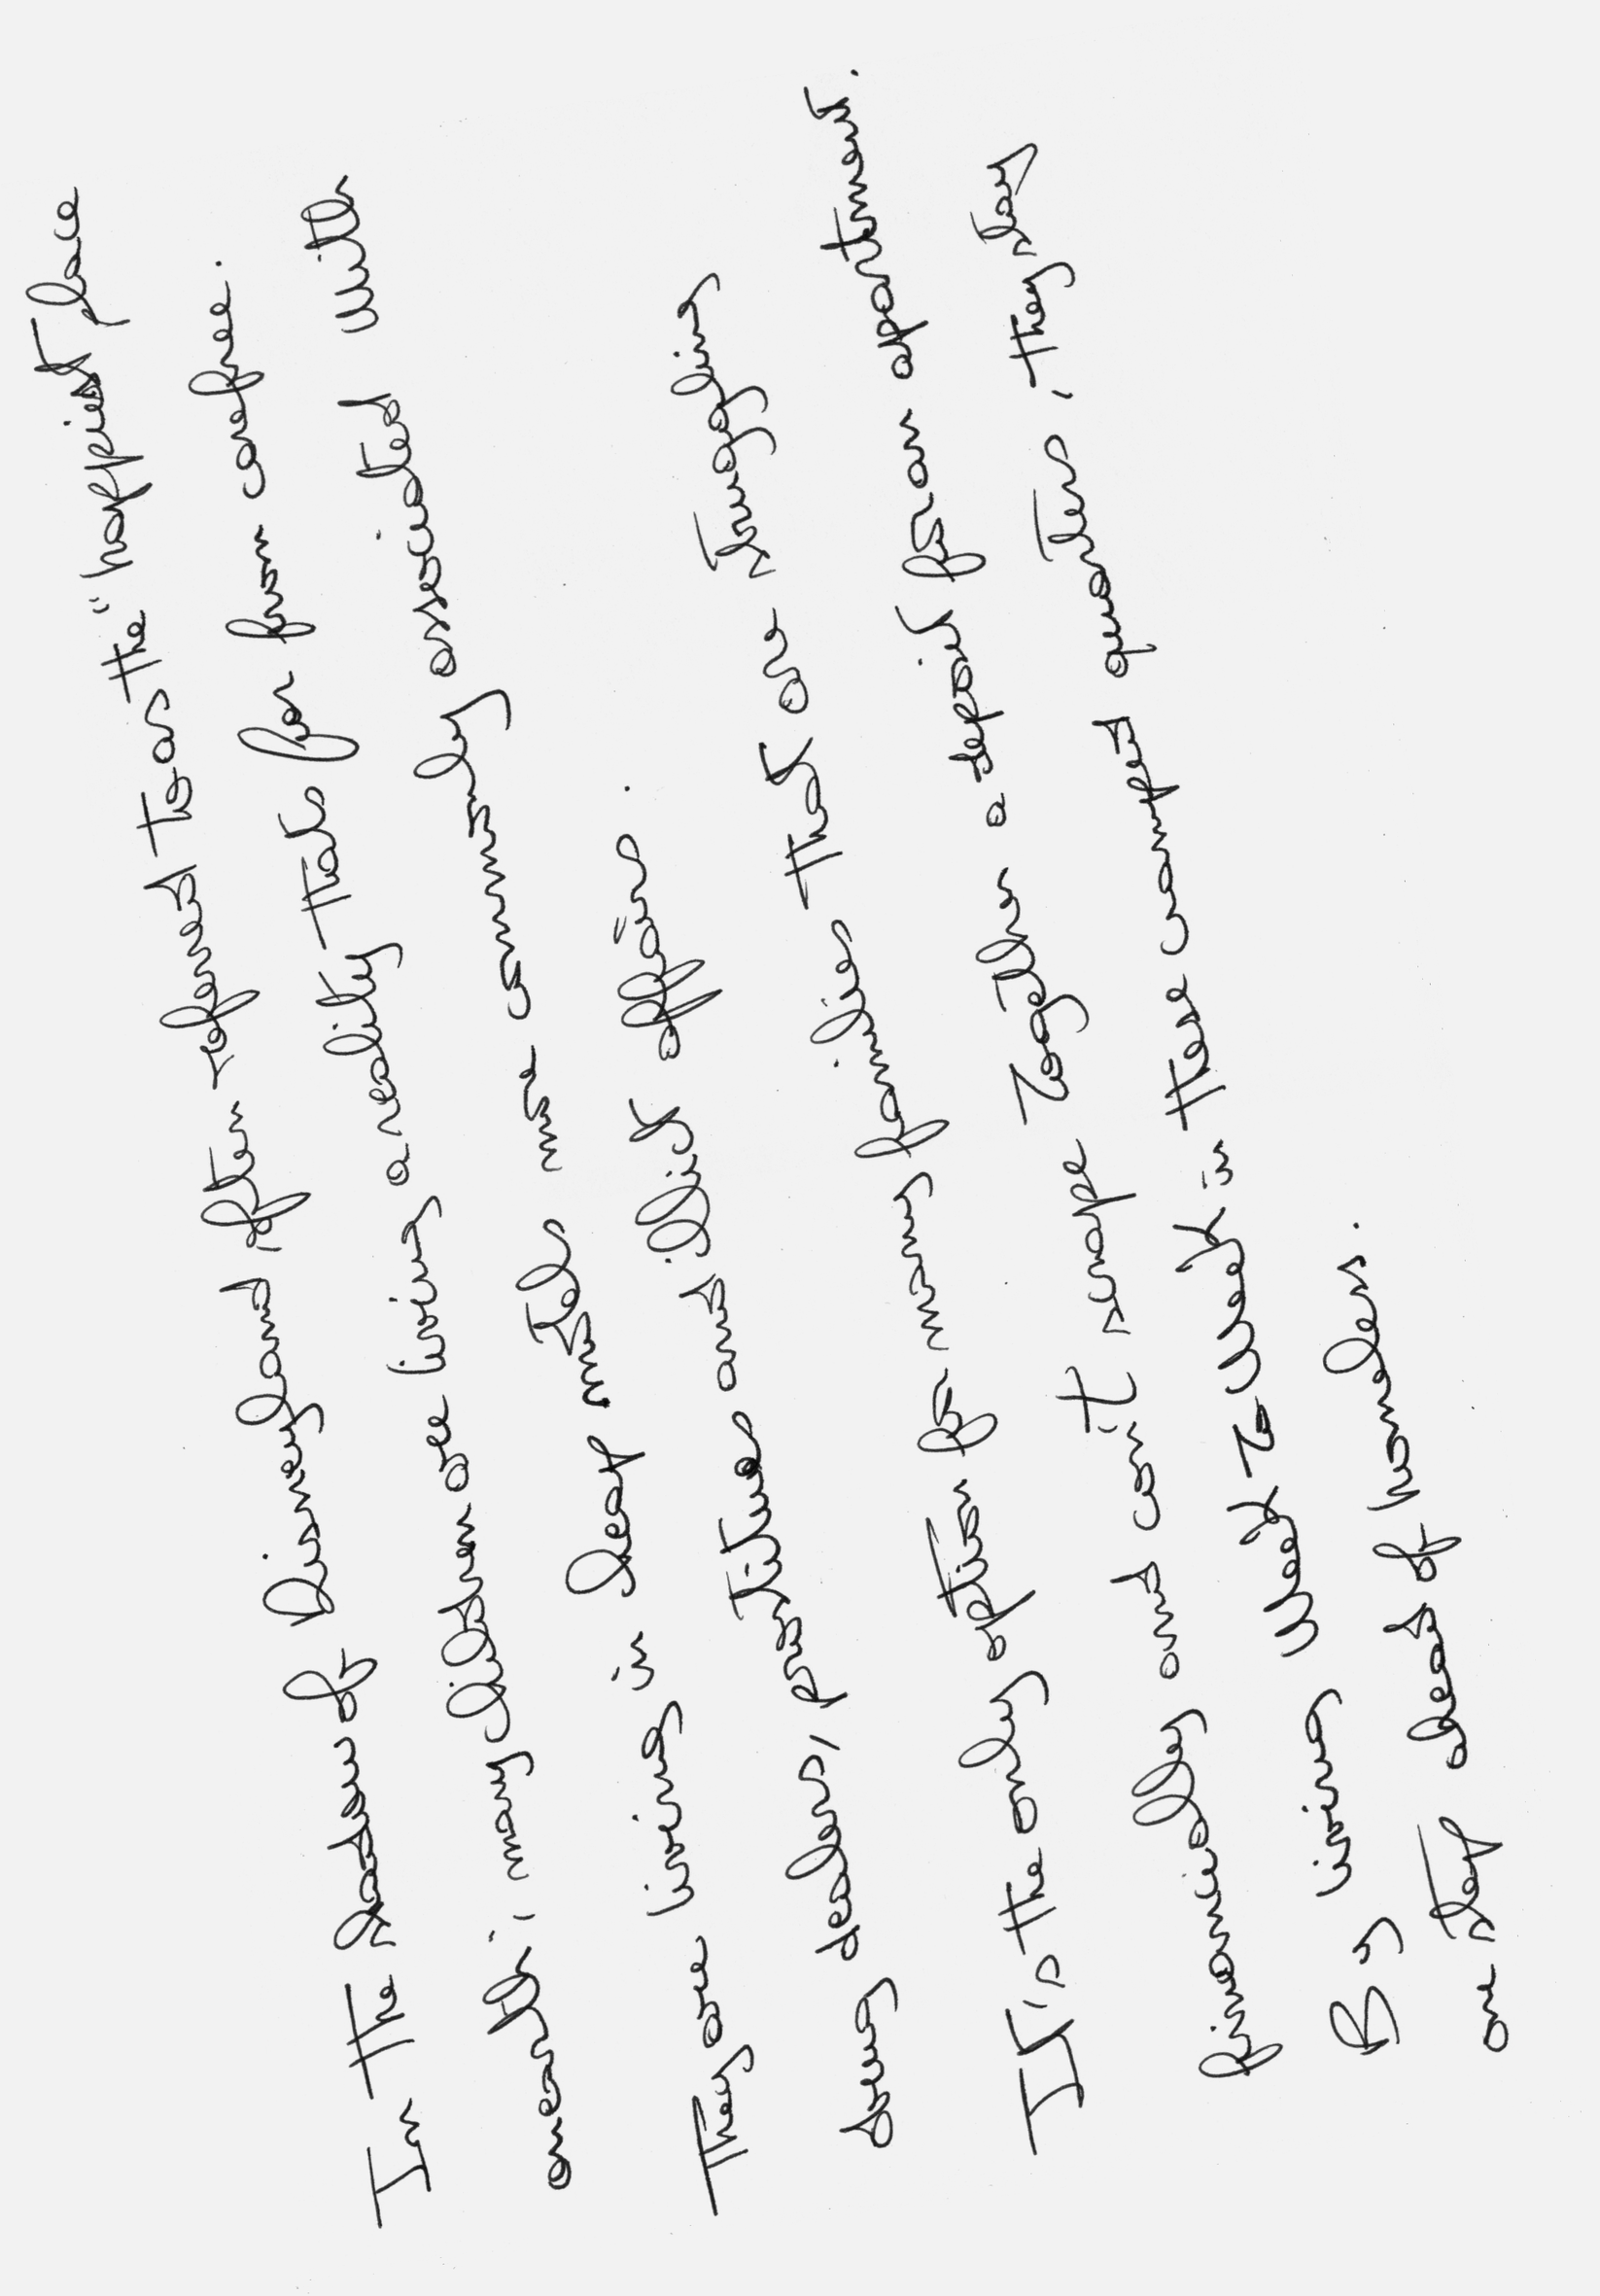 In the shadow of Disneyland, often referred to as the "happiest place
on earth", many children are living a reality that's far from carefree.
They are living in cheap motels more commonly associated with
drug dealers, prostitutes and illicit affairs.
It's the only option for many families that are struggling
financially and can't scrape together a deposit for an apartment.
By living week to week in these cramped quarters, they stay
one step ahead of homeless.